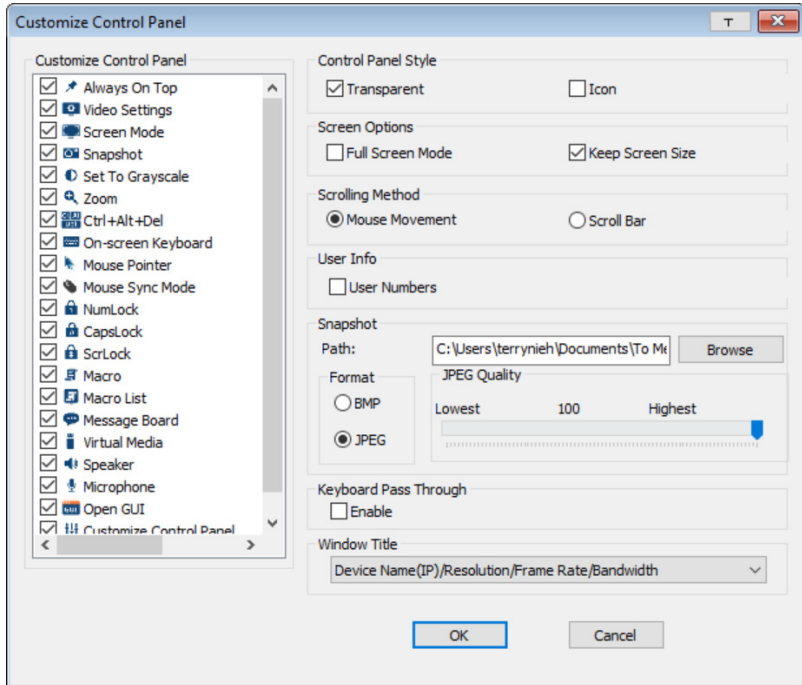 Customize Control Panel
Customize Control Panel
Always On Top
Video Settings
Screen Mode
Snapshot
Set To Grayscale
Zoom
Ctrl+Alt+Del
On-screen Keyboard
Mouse Pointer
Mouse Sync Mode
NumLock
CapsLock
ScrLock
Macro
Macro List
Message Board
Virtual Media
Speaker
Microphone
Open GUI
Customize Control Panel
Control Panel Style
Transparent
Icon
Screen Options
Full Screen Mode
Keep Screen Size
Scrolling Method
Mouse Movement
Scroll Bar
User Info
User Numbers
Snapshot
Path:
C:\Users\terrynieh\Documents\To Me
Browse
Format
BMP
JPEG
JPEG Quality
Lowest 100 Highest
Keyboard Pass Through
Enable
Window Title
Device Name(IP)/Resolution/Frame Rate/Bandwidth
OK
Cancel